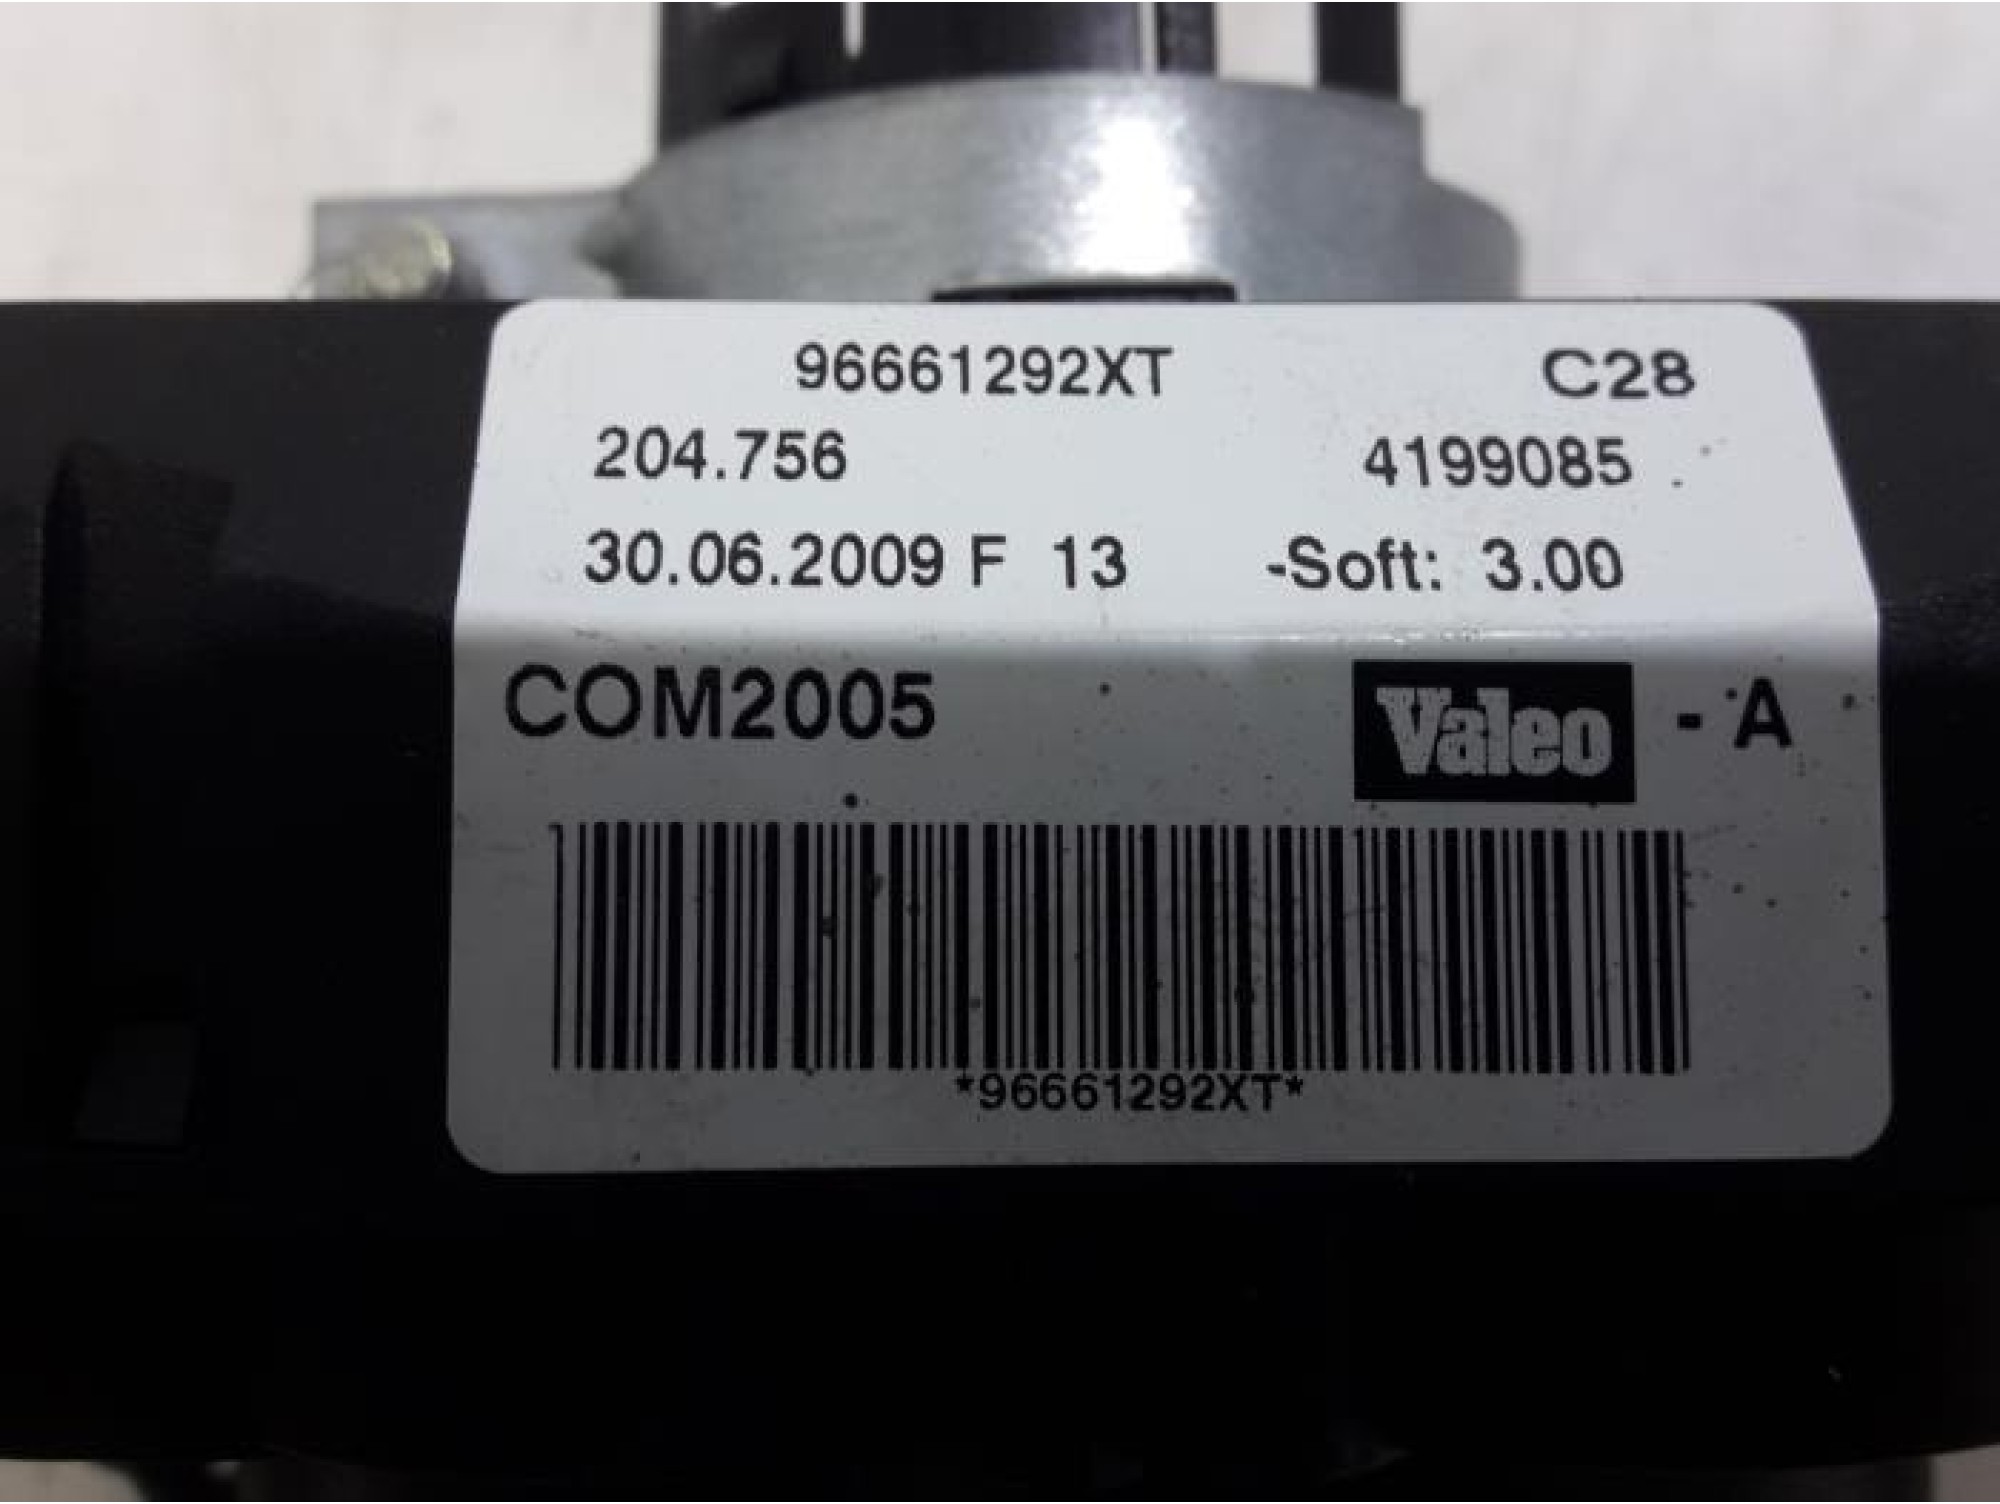 96661292XT C28
204.756 4199085
30.06.2009 F 13 -Soft: 3.00
COM2005 Valeo - A
*96661292XT*